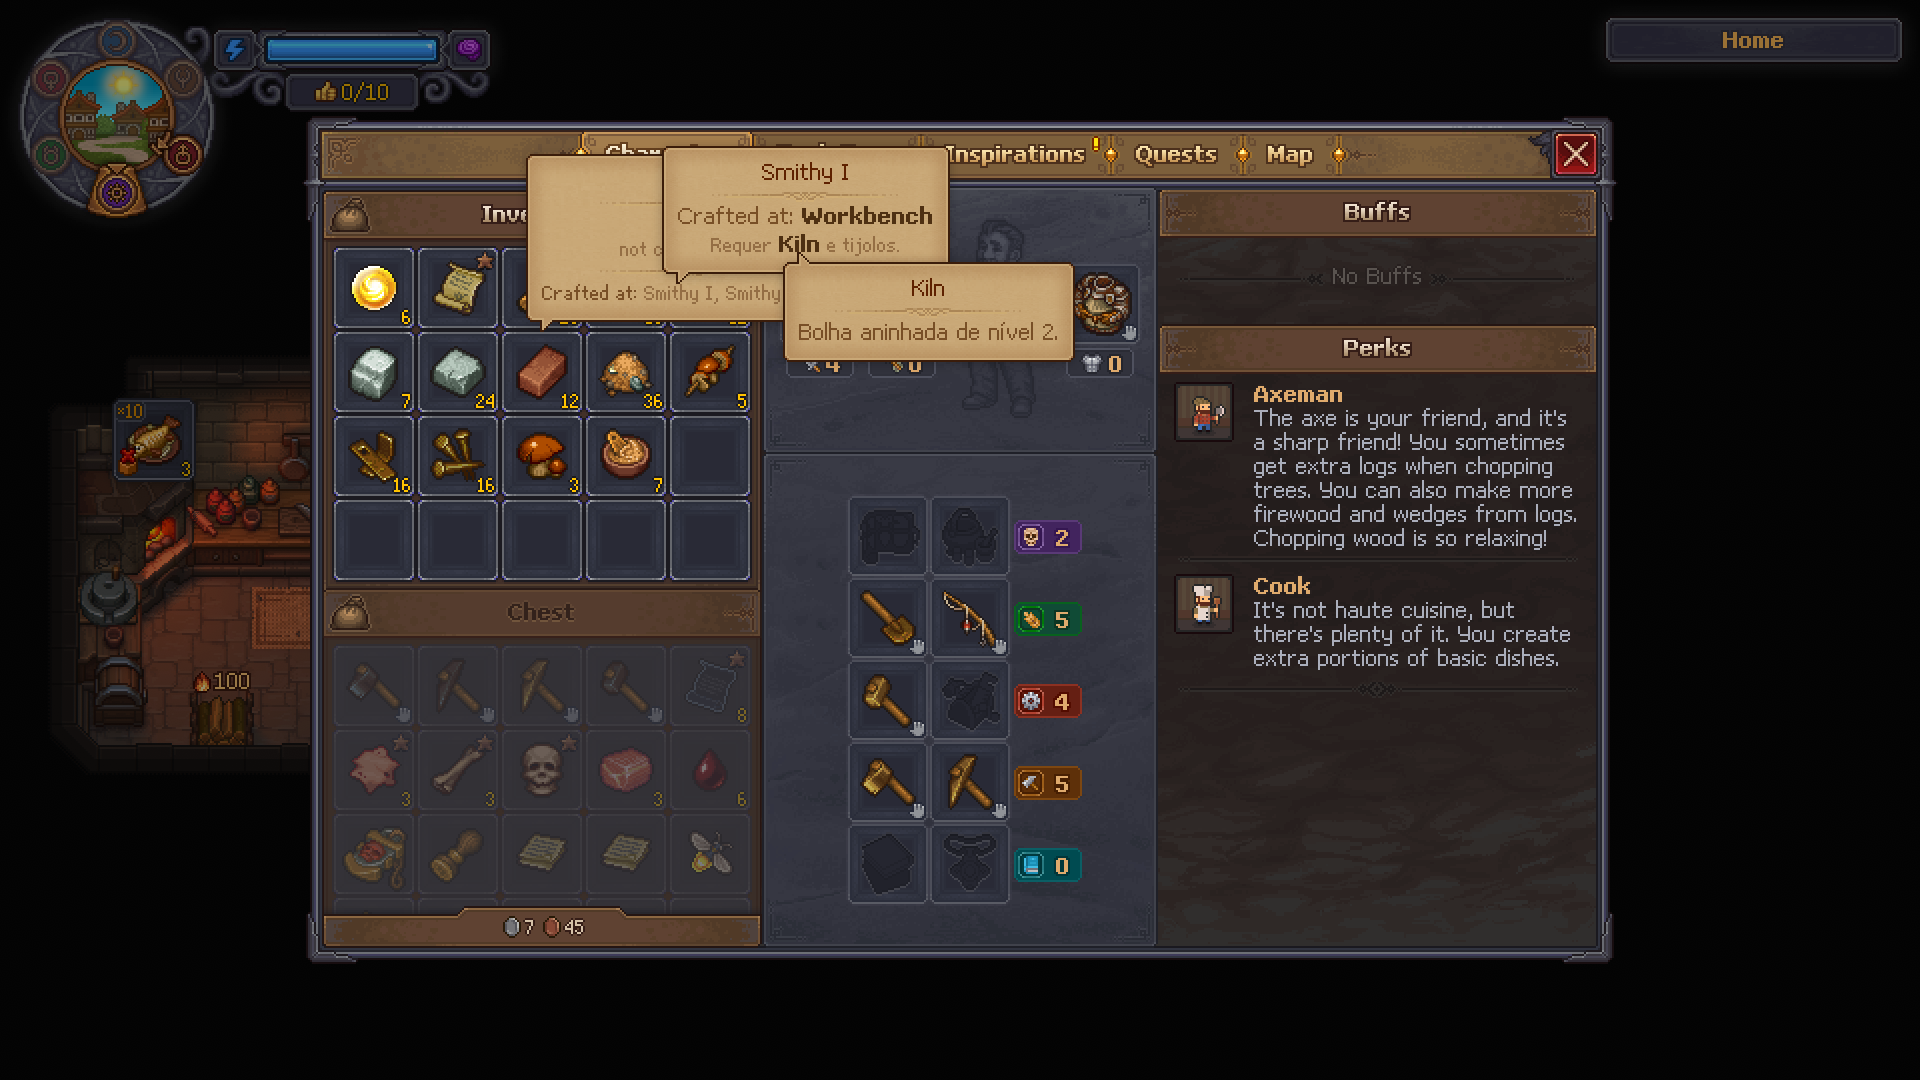 Home
0/10
Inspirations
!
Quests
Map
Smithy I
Crafted at: Workbench
Requer Kiln e tijolos.
not
Crafted at: Smithy I, Smithy
Kiln
Bolha aninhada de nível 2.
Buffs
No Buffs
Perks
Axeman
The axe is your friend, and it's
a sharp friend! You sometimes
get extra logs when chopping
trees. You can also make more
firewood and wedges from logs.
Chopping wood is so relaxing!
Cook
It's not haute cuisine, but
there's plenty of it. You create
extra portions of basic dishes.
6
7
24
12
36
5
16
16
3
7
4
0
0
×10
3
100
Chest
8
3
3
3
6
7
45
2
5
4
5
0